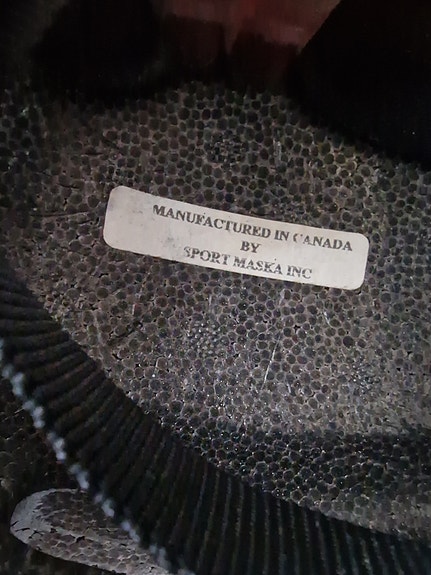 MANUFACTURED IN CANADA
BY
SPORT MASKA INC